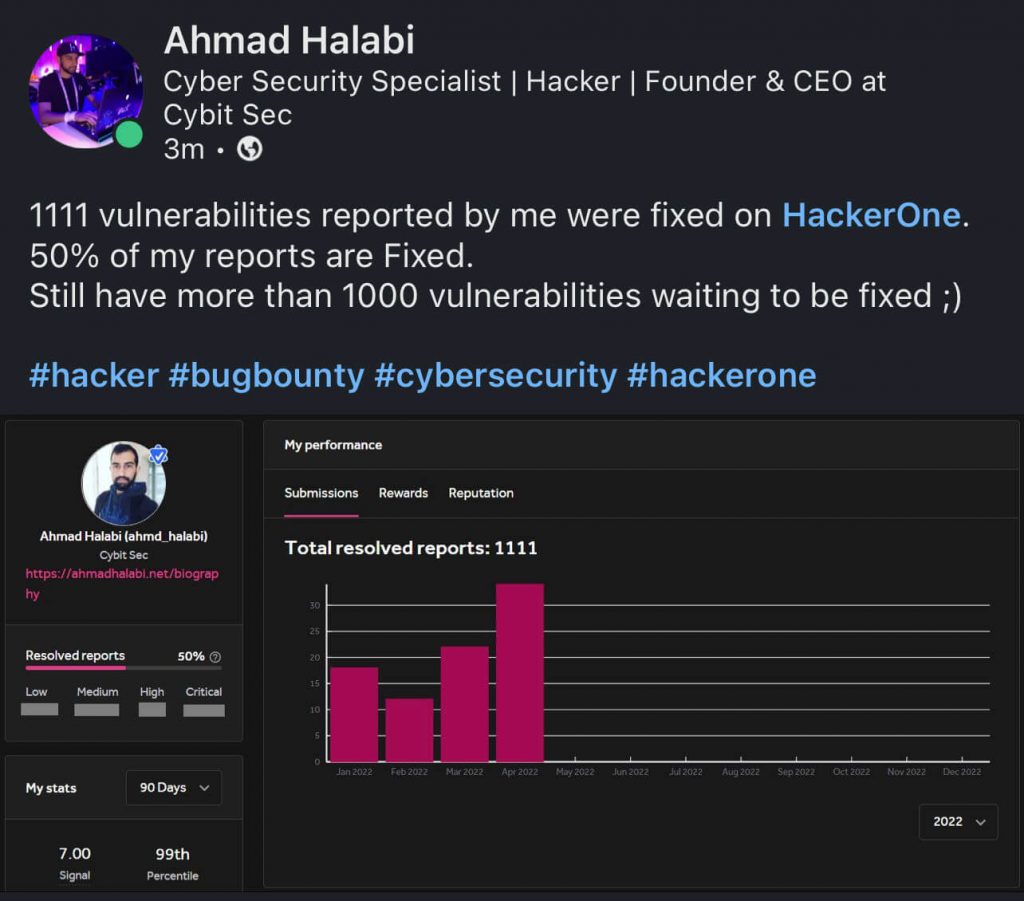 Ahmad Halabi
Cyber Security Specialist | Hacker | Founder & CEO at
Cybit Sec
3m •
1111 vulnerabilities reported by me were fixed on HackerOne.
50% of my reports are Fixed.
Still have more than 1000 vulnerabilities waiting to be fixed ;)
#hacker #bugbounty #cybersecurity #hackerone
Ahmad Halabi (ahmd_halabi)
Cybit Sec
https://ahmadhalabi.net/biograp
hy
Resolved reports 50%
Low Medium High Critical
My stats 90 Days
7.00 99th
Signal Percentile
My performance
Submissions Rewards Reputation
Total resolved reports: 1111
30
25
20
15
10
5
0
Jan 2022 Feb 2022 Mar 2022 Apr 2022 May 2022 Jun 2022 Jul 2022 Aug 2022 Sep 2022 Oct 2022 Nov 2022 Dec 2022
2022